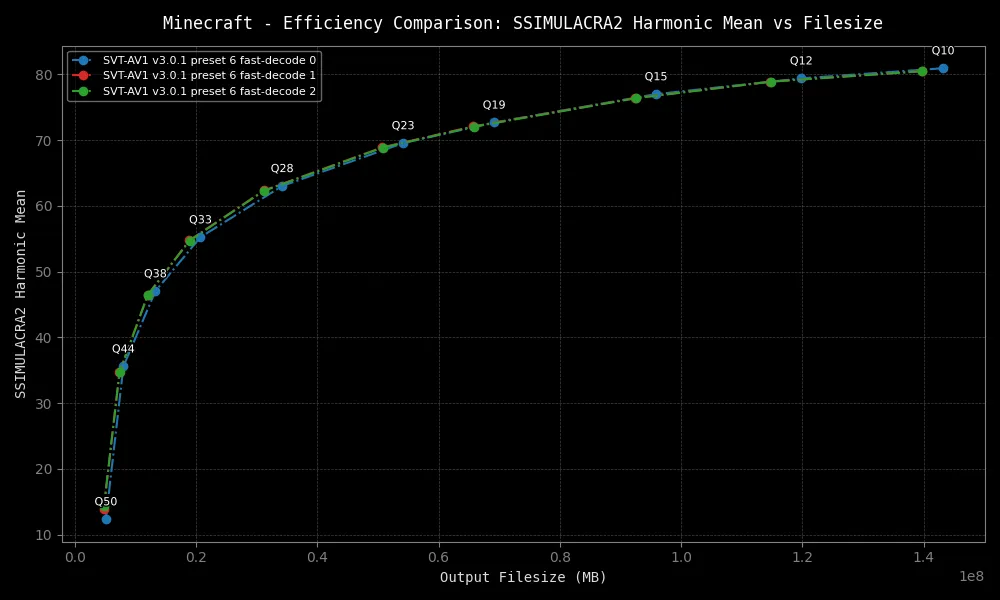 Minecraft - Efficiency Comparison: SSIMULACRA2 Harmonic Mean vs Filesize
SVT-AV1 v3.0.1 preset 6 fast-decode 0
SVT-AV1 v3.0.1 preset 6 fast-decode 1
SVT-AV1 v3.0.1 preset 6 fast-decode 2
SSIMULACRA2 Harmonic Mean
80
70
60
50
40
30
20
10
Q10
Q12
Q15
Q19
Q23
Q28
Q33
Q38
Q44
Q50
0.0 0.2 0.4 0.6 0.8 1.0 1.2 1.4
1e8
Output Filesize (MB)